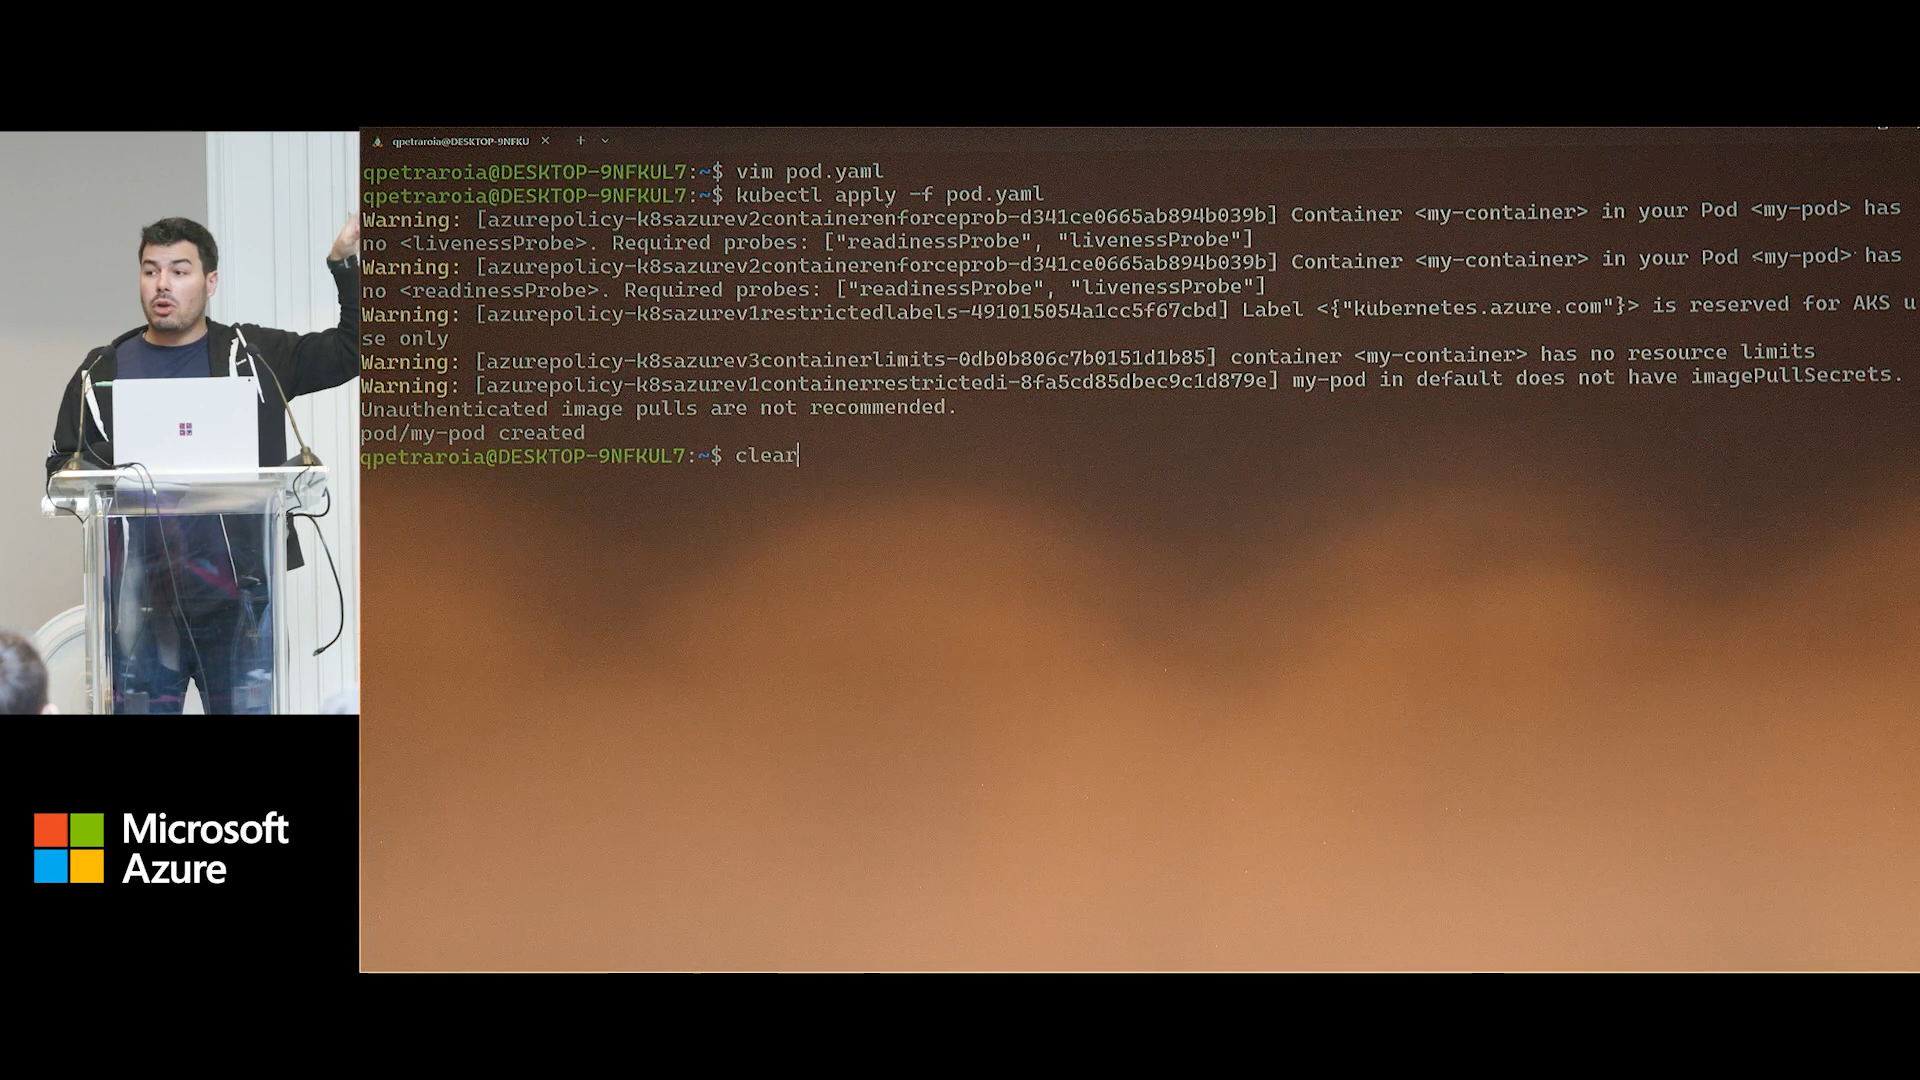 qpetraroia@DESKTOP-9NFKU
qpetraroia@DESKTOP-9NFKUL7:~$ vim pod.yaml
qpetraroia@DESKTOP-9NFKUL7:~$ kubectl apply -f pod.yaml
Warning: [azurepolicy-k8sazurev2containerenforceprob-d341ce0665ab894b039b] Container <my-container> in your Pod <my-pod> has
no <livenessProbe>. Required probes: ["readinessProbe", "livenessProbe"]
Warning: [azurepolicy-k8sazurev2containerenforceprob-d341ce0665ab894b039b] Container <my-container> in your Pod <my-pod> has
no <readinessProbe>. Required probes: ["readinessProbe", "livenessProbe"]
Warning: [azurepolicy-k8sazurev1restrictedlabels-491015054a1cc5f67cbd] Label <{"kubernetes.azure.com"}> is reserved for AKS u
se only
Warning: [azurepolicy-k8sazurev3containerlimits-0db0b806c7b0151d1b85] container <my-container> has no resource limits
Warning: [azurepolicy-k8sazurev1containerrestrictedi-8fa5cd85dbec9c1d879e] my-pod in default does not have imagePullSecrets.
Unauthenticated image pulls are not recommended.
pod/my-pod created
qpetraroia@DESKTOP-9NFKUL7:~$ clear
Microsoft
Azure